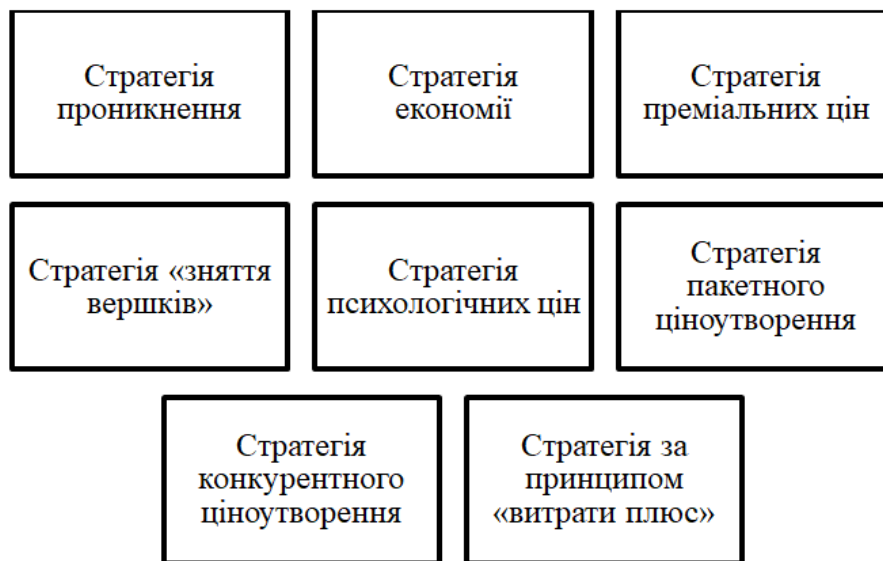 Стратегія
проникнення
Стратегія
економії
Стратегія
преміальних цін
Стратегія «зняття
вершків»
Стратегія
психологічних цін
Стратегія
пакетного
ціноутворення
Стратегія
конкурентного
ціноутворення
Стратегія за
принципом
«витрати плюс»